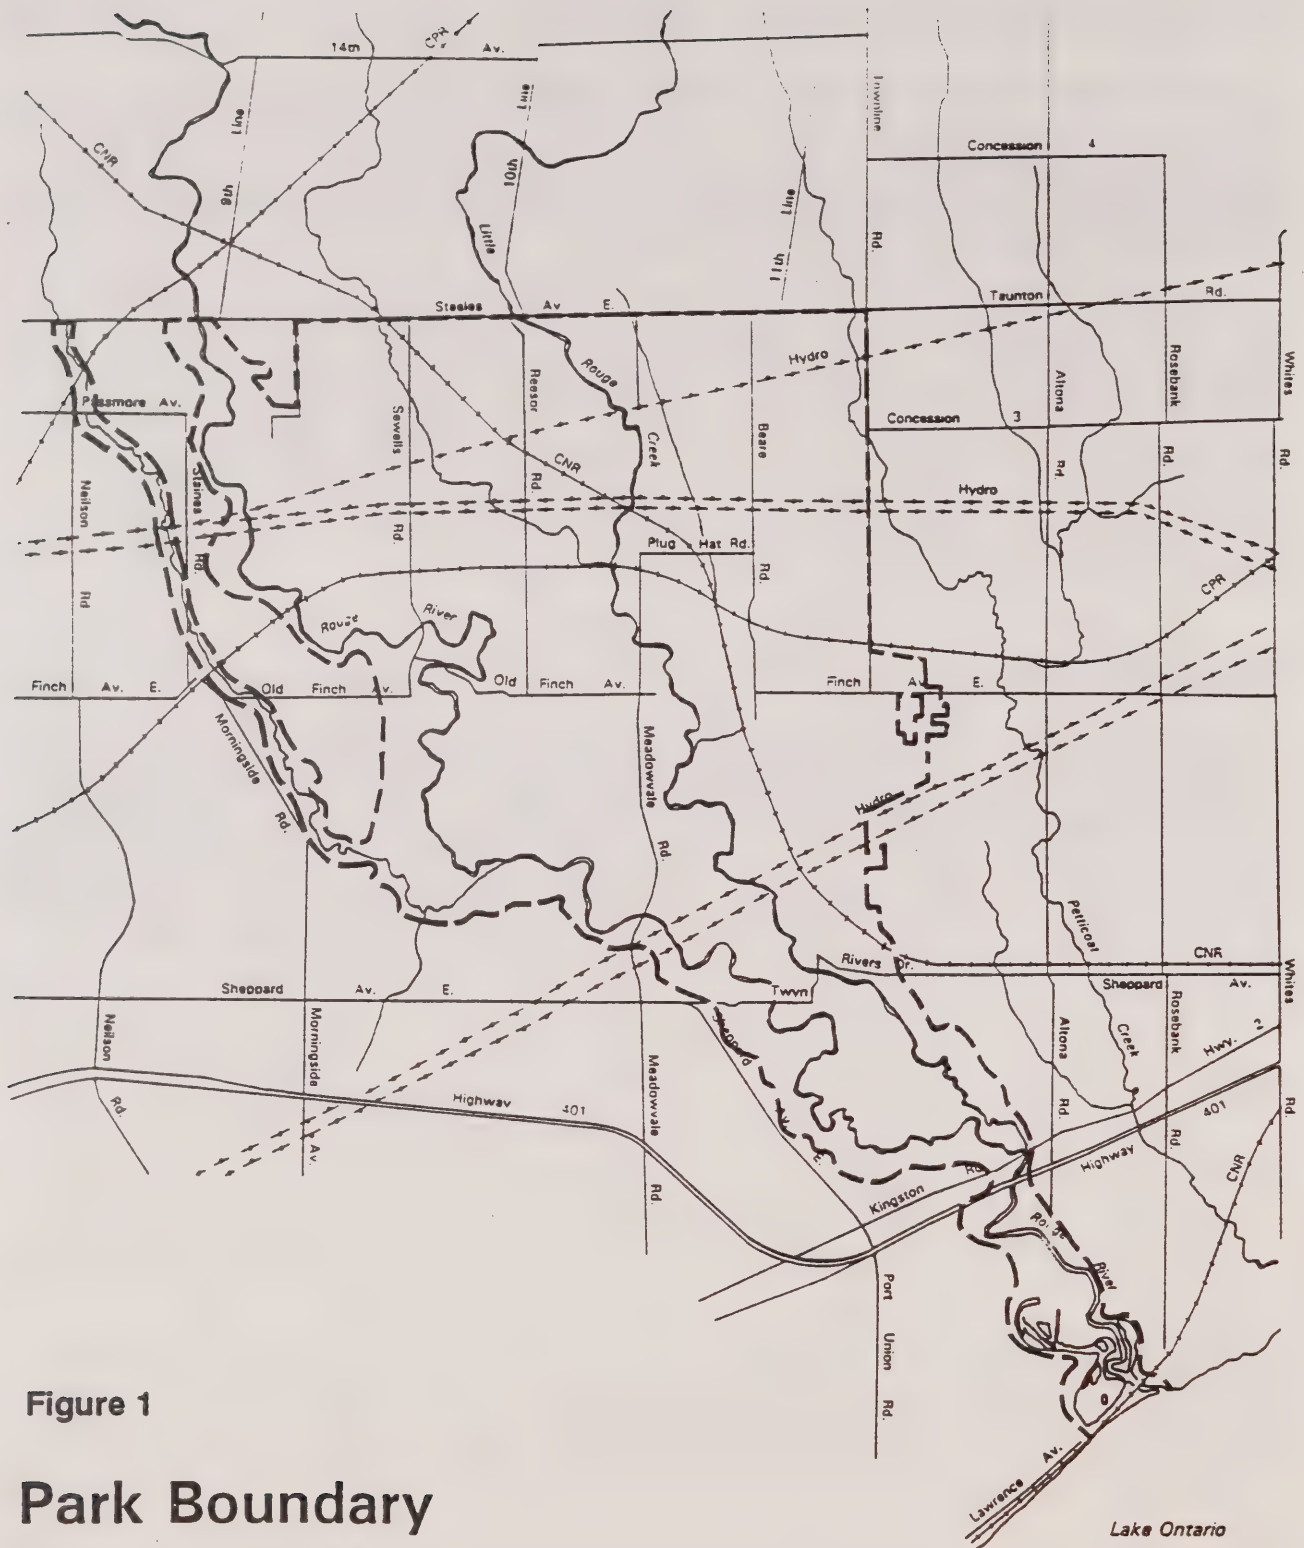 14th Av.
CPR
CNR
Line
9th
Line
10th
Little
Line
11th
Townline
Rd.
Concession 4
Steeles Av E.
Taunton Rd.
Hydro
Rouge
Creek
Reesor
Rd.
Sewells
Rd.
Beare
Rd.
Altona
Rd.
Rosebank
Rd.
Whites
Rd.
Passmore Av.
Concession 3
CNR
Hydro
Neilson
Rd
Staines
Rd.
Plug Hat Rd.
CPR
Rouge River
Finch Av. E.
Old Finch Av.
Old
Finch Av.
Finch Av E.
Morningside
Rd.
Meadowvale
Rd.
Hydro
Petticoat
Creek
Rivers Dr.
Twyn
CNR
Sheppard Av. E.
Sheppard Av.
Whites
Rd.
Neilson
Rd.
Morningside
Av.
Meadowvale
Rd.
Sheppard
Av.
E.
Altona
Rd.
Rosebank
Rd.
Hwy. 2
401
Highway
Highway 401
Kingston Rd
CNR
Rouge
River
Port
Union
Rd.
Figure 1
Park Boundary
Lawrence Av.
Lake Ontario